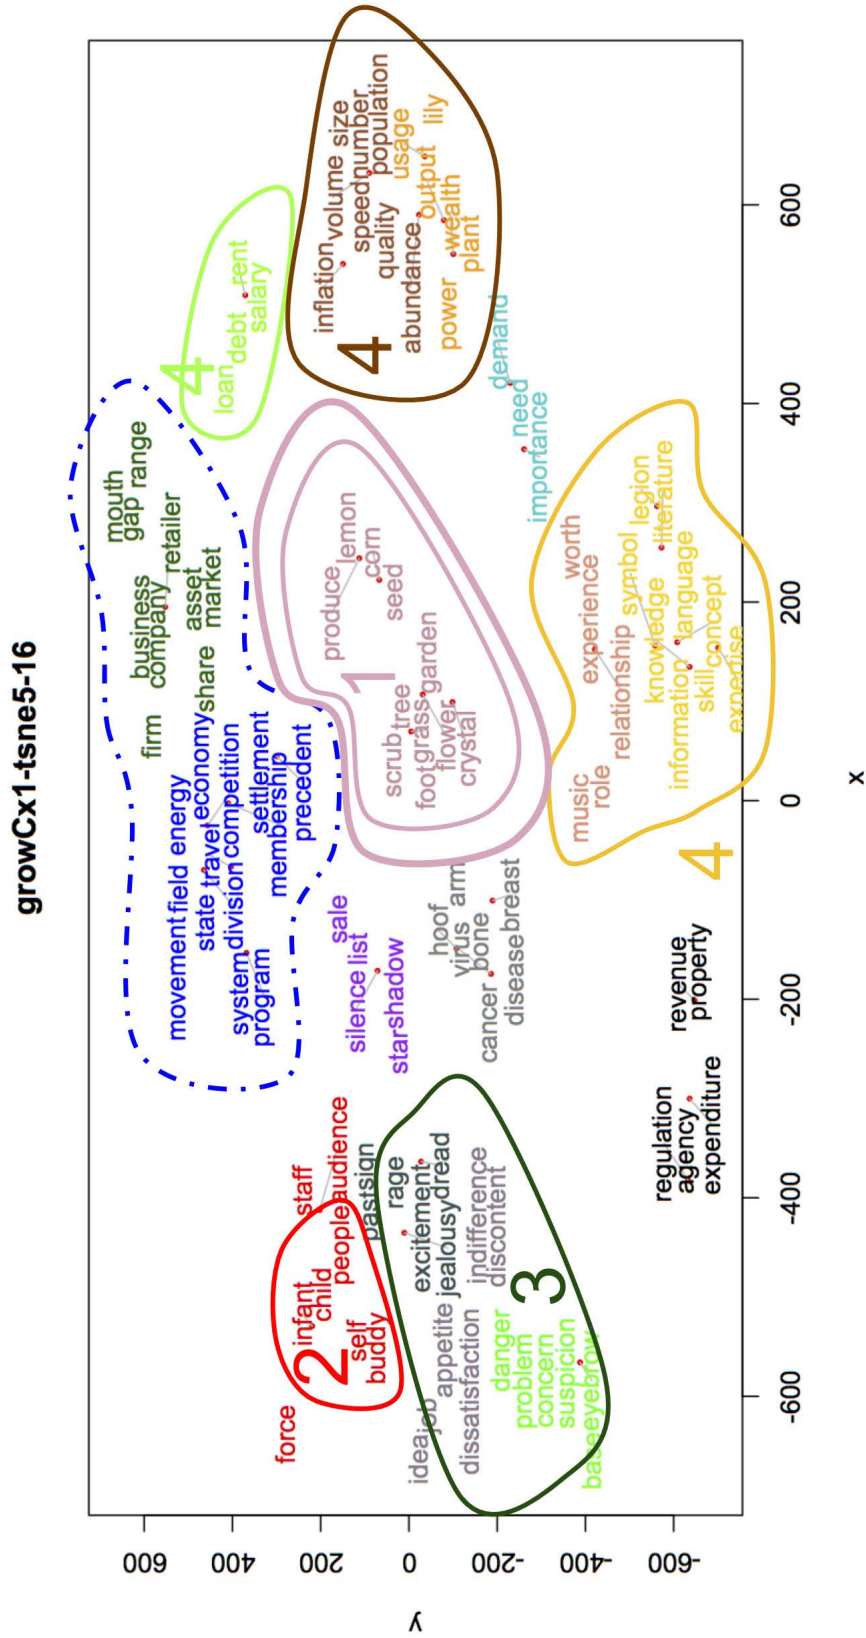 growCx1-tsne5-16
mouth
gap range
business
company retailer
firm
asset
market
share
movement field energy
economy
state travel
division competition
system
program
settlement
membership
precedent
4
loan debt rent
salary
inflation volume size
speed number
population
quality
usage
lily
4
abundance output
wealth
power plant
produce lemon
corn
seed
1
scrub tree
foot grass garden
flower
crystal
demand
need
importance
worth
experience
relationship
music
role
symbol legion
literature
knowledge
language
information
skill concept
expertise
4
sale
silence list
star shadow
hoof arm
virus
bone
cancer
disease breast
staff
audience
people
infant
child
2
self
buddy
force
past sign
rage
excitement dread
jealousy
indifference
discontent
idea job
appetite
dissatisfaction
3
danger
problem
concern
suspicion
base eyebrow
revenue
property
regulation
agency
expenditure
600
400
200
0
-200
-400
-600
y
-600
-400
-200
0
200
400
600
x